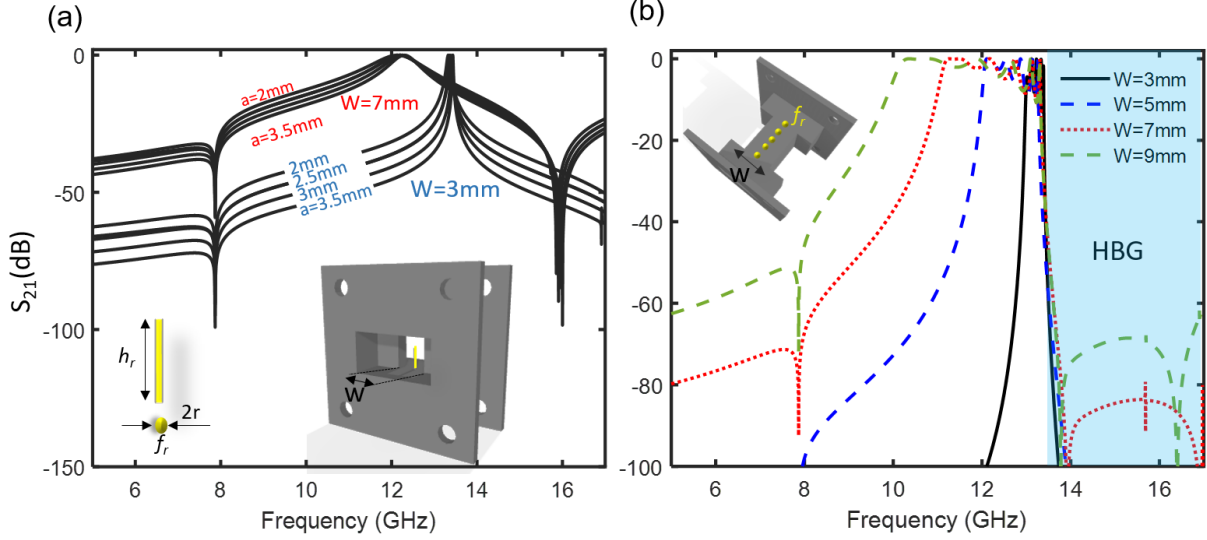 (a)
0
-50
-100
-150
S21(dB)
6
8
10
12
14
16
Frequency (GHz)
a=2mm
W=7mm
a=3.5mm
2mm
2.5mm
3mm
a=3.5mm
W=3mm
hr
2r
fr
W
(b)
0
-20
-40
-60
-80
-100
6
8
10
12
14
16
Frequency (GHz)
fr
W
W=3mm
W=5mm
W=7mm
W=9mm
HBG